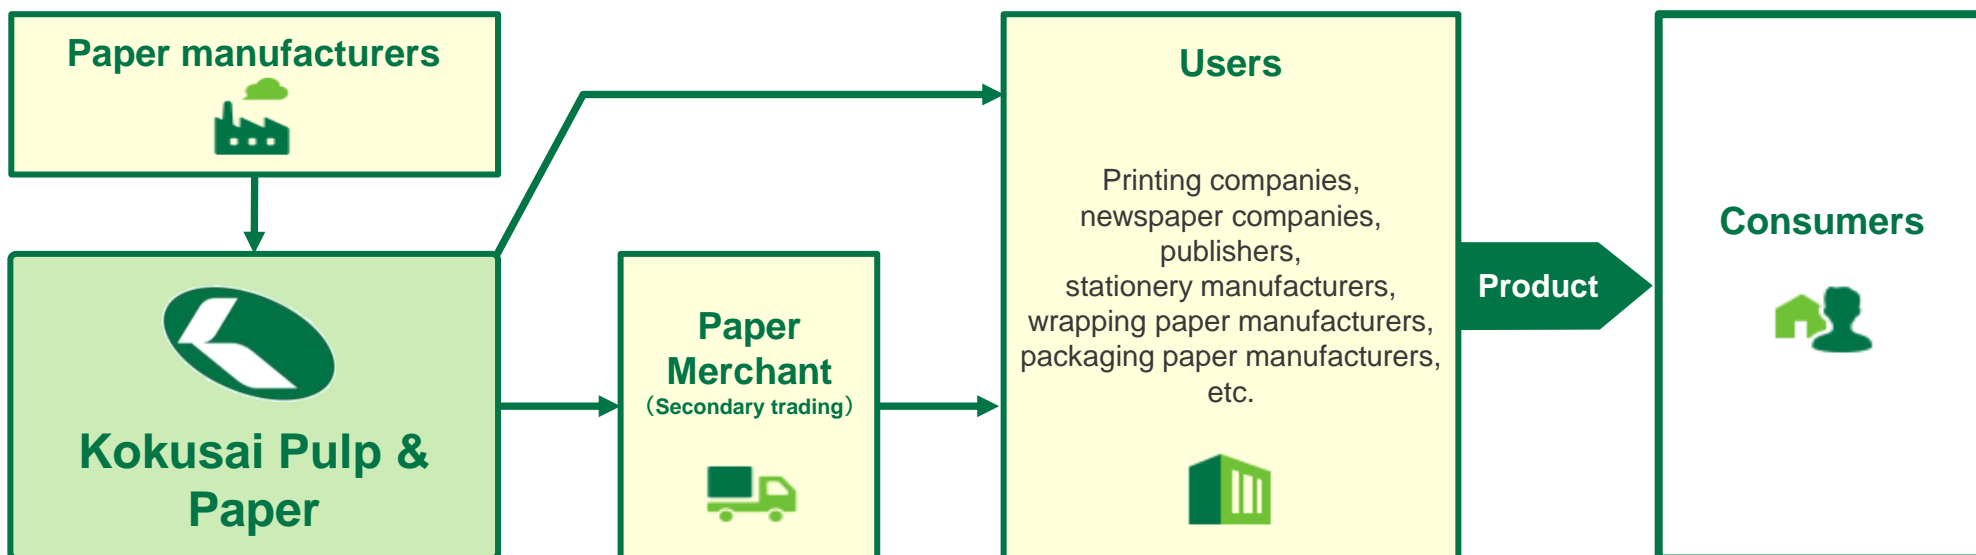 Paper manufacturers
Kokusai Pulp &
Paper
Paper
Merchant
（Secondary trading）
Users
Printing companies,
newspaper companies,
publishers,
stationery manufacturers,
wrapping paper manufacturers,
packaging paper manufacturers,
etc.
Product
Consumers